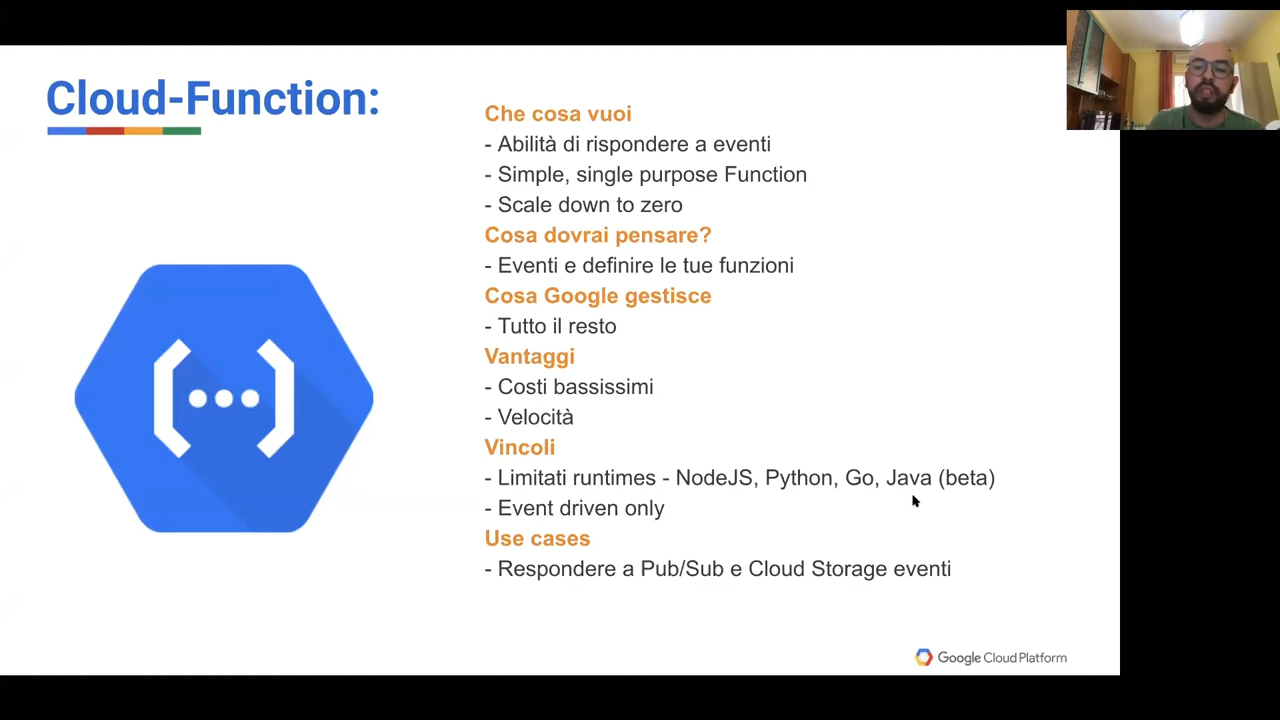 Cloud-Function:
Che cosa vuoi
- Abilità di rispondere a eventi
- Simple, single purpose Function
- Scale down to zero
Cosa dovrai pensare?
- Eventi e definire le tue funzioni
Cosa Google gestisce
- Tutto il resto
Vantaggi
- Costi bassissimi
- Velocità
Vincoli
- Limitati runtimes - NodeJS, Python, Go, Java (beta)
- Event driven only
Use cases
- Respondere a Pub/Sub e Cloud Storage eventi
Google Cloud Platform